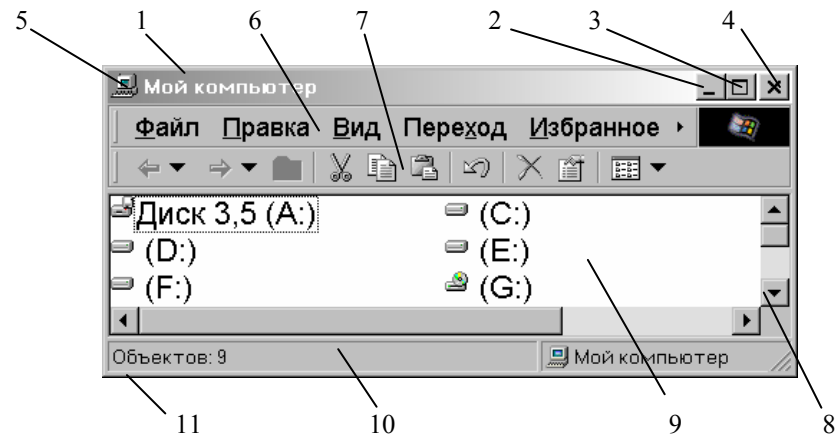 5 1 6 7 2 3 4
Мой компьютер
Файл Правка Вид Переход Избранное
Диск 3,5 (A:) (C:)
(D:) (E:)
(F:) (G:)
Объектов: 9 Мой компьютер
11 10 9 8